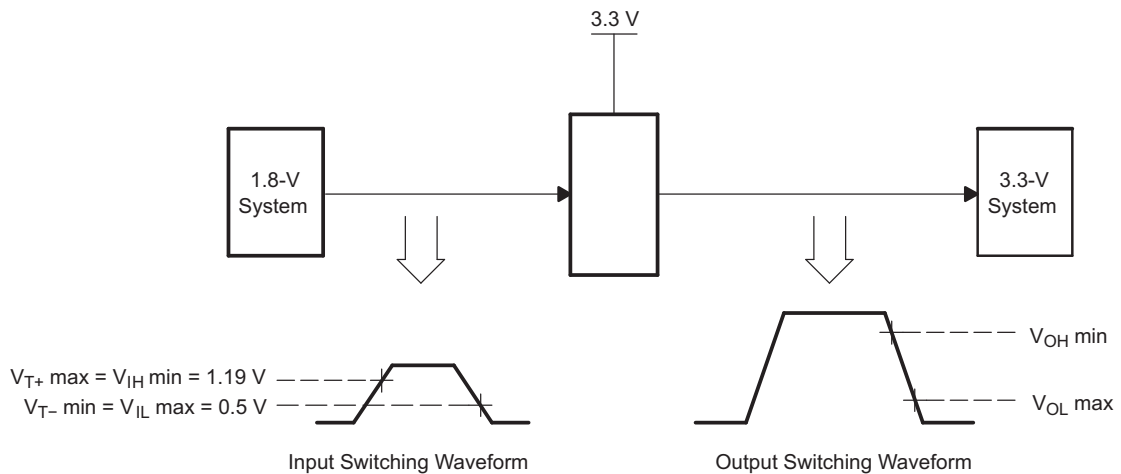 3.3 V
1.8-V
System
3.3-V
System
VOH min
VT+ max = VIH min = 1.19 V
VT− min = VIL max = 0.5 V
VOL max
Input Switching Waveform
Output Switching Waveform